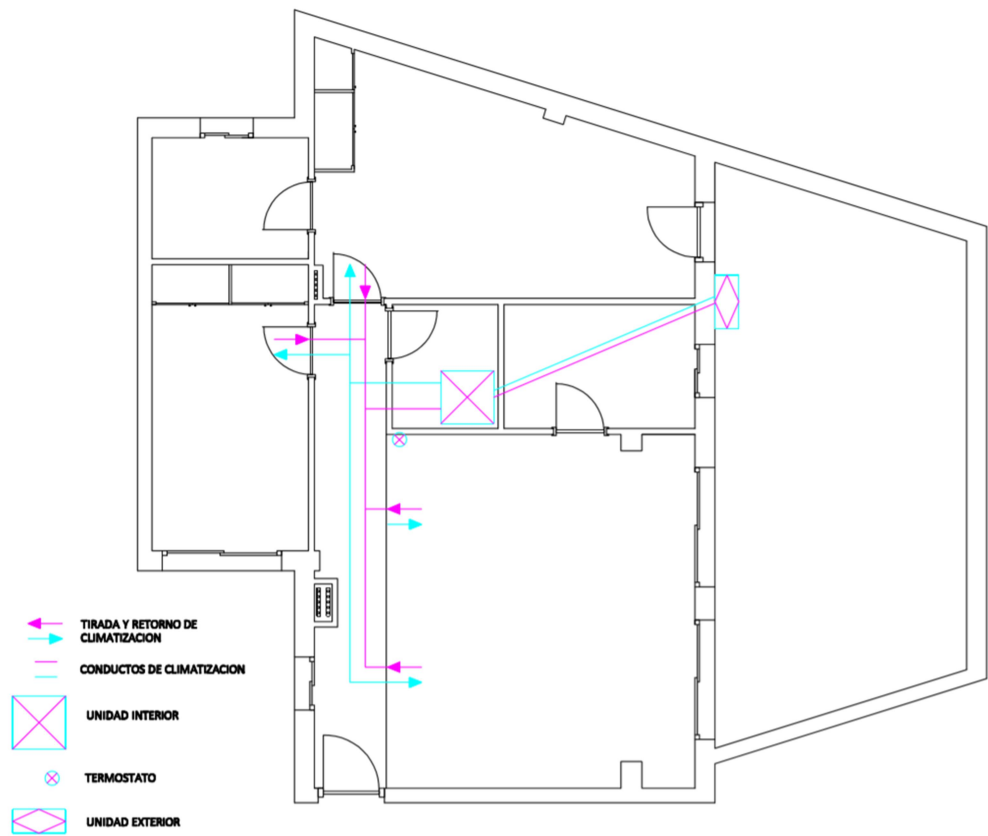 TIRADA Y RETORNO DE
CLIMATIZACION
CONDUCTOS DE CLIMATIZACION
UNIDAD INTERIOR
TERMOSTATO
UNIDAD EXTERIOR